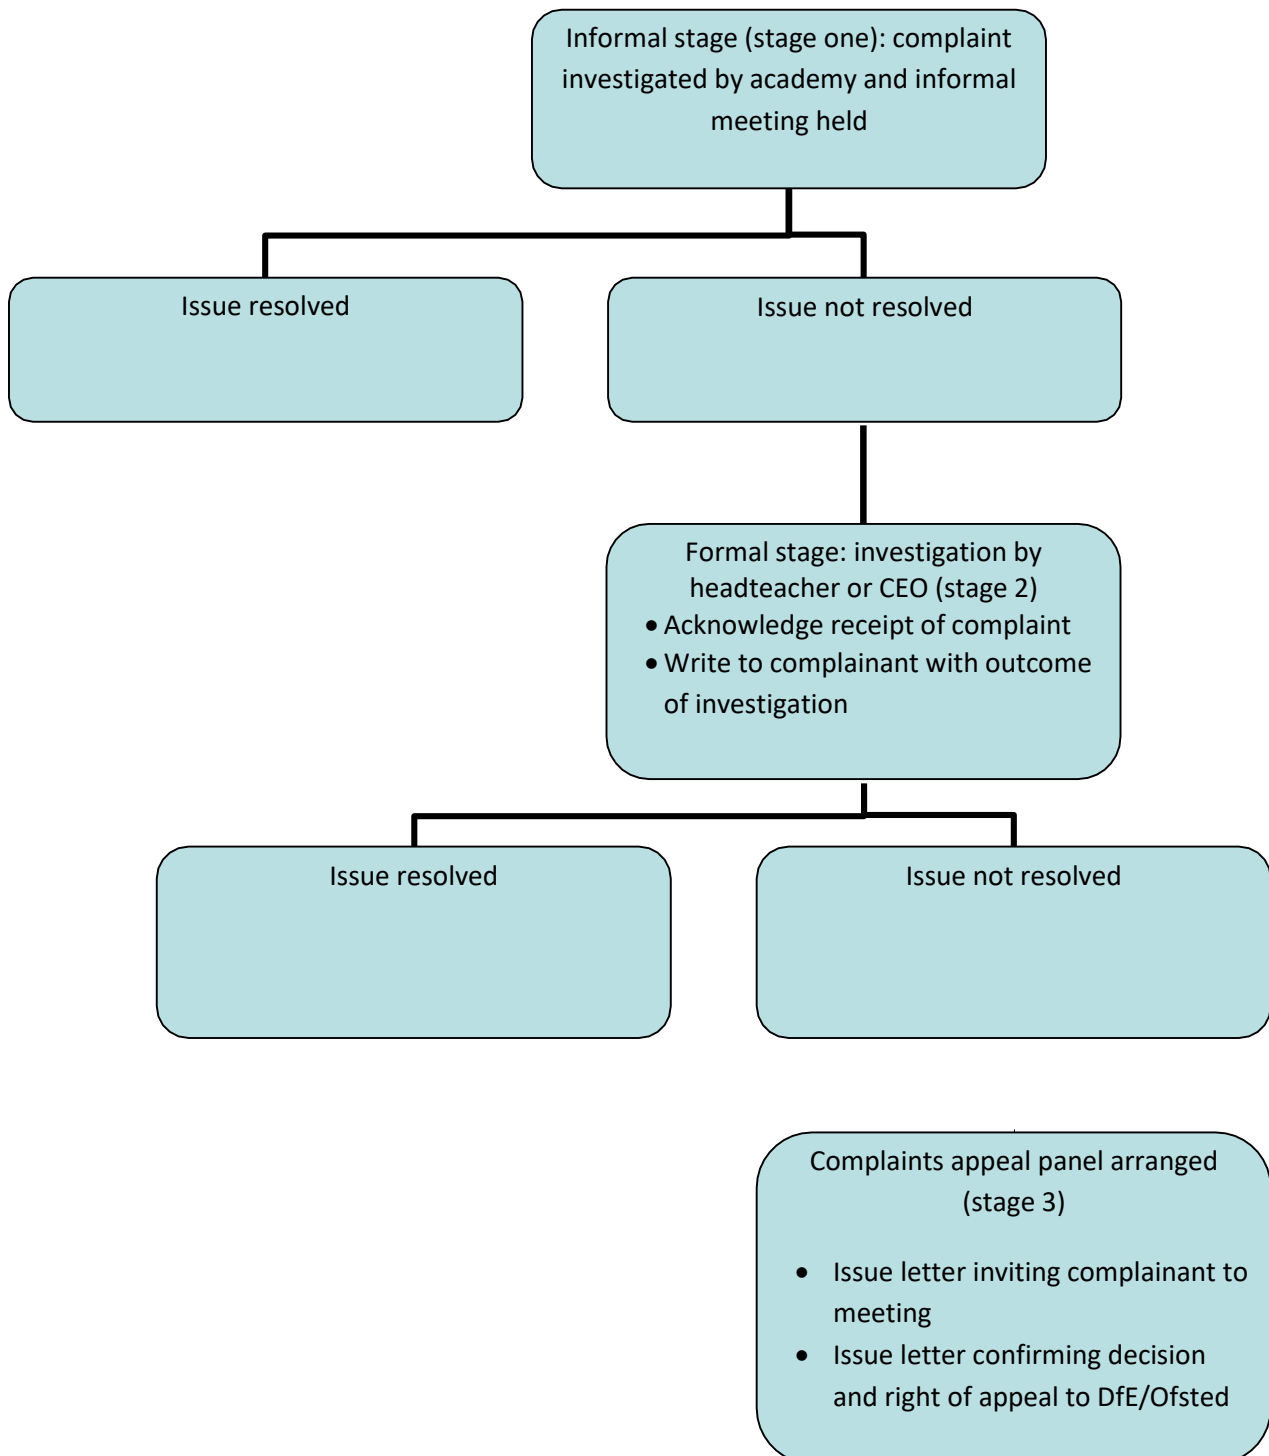 Informal stage (stage one): complaint
investigated by academy and informal
meeting held
Issue resolved
Issue not resolved
Formal stage: investigation by
headteacher or CEO (stage 2)
• Acknowledge receipt of complaint
• Write to complainant with outcome
of investigation
Issue resolved
Issue not resolved
Complaints appeal panel arranged
(stage 3)
• Issue letter inviting complainant to
meeting
• Issue letter confirming decision
and right of appeal to DfE/Ofsted